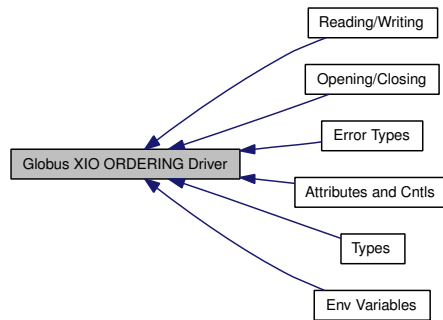 Reading/Writing
Opening/Closing
Error Types
Globus XIO ORDERING Driver
Attributes and Cntls
Types
Env Variables